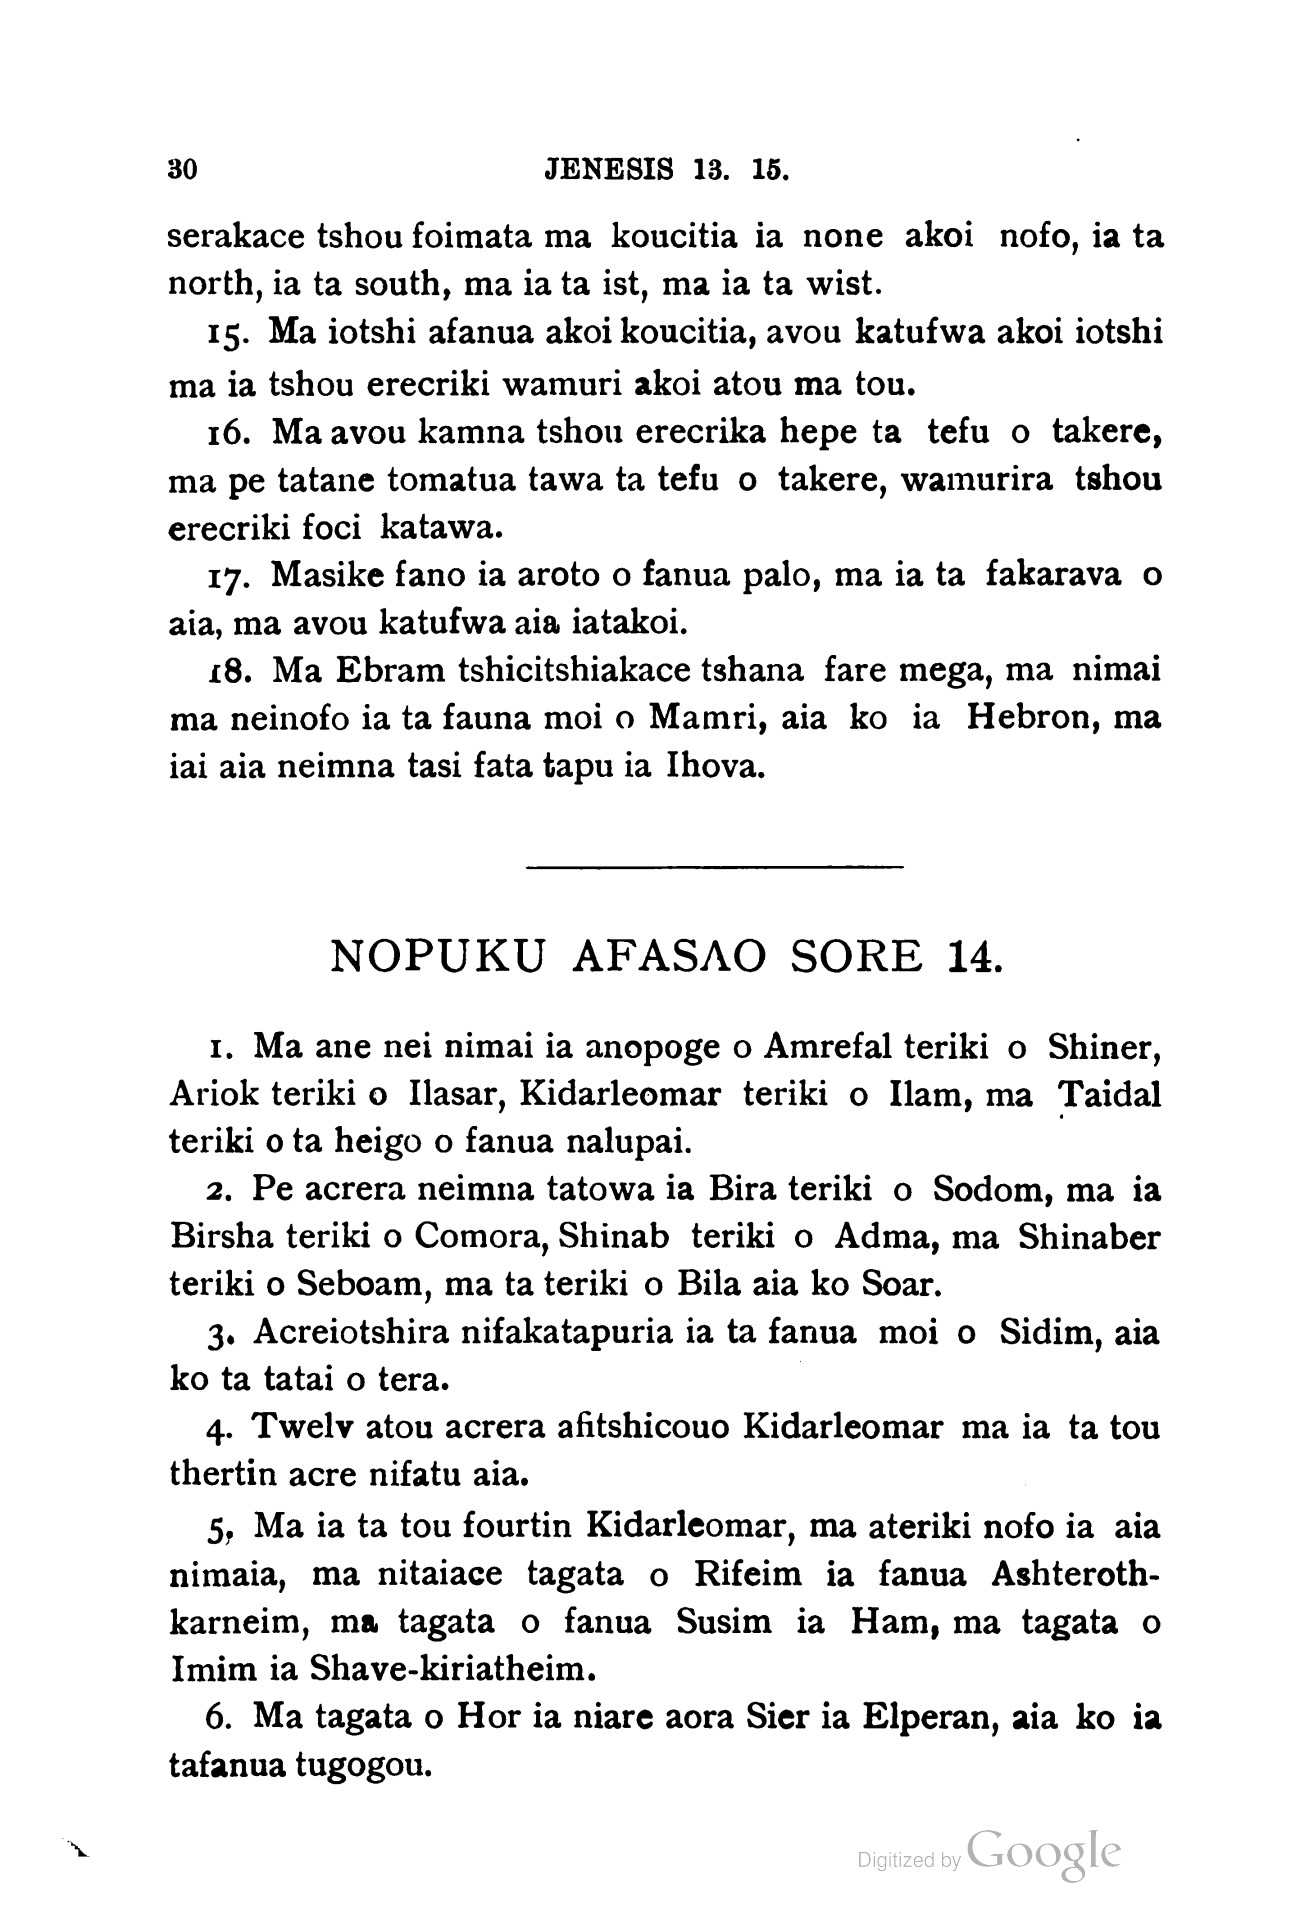 30 JENESIS 13. 15.
serakace tshou foimata ma koucitia ia none akoi nofo, ia ta
north, ia ta south, ma ia ta ist, ma ia ta wist.
15. Ma iotshi afanua akoi koucitia, avou katufwa akoi iotshi
ma ia tshou erecriki wamuri akoi atou ma tou.
16. Ma avou kamna tshou erecrika hepe ta tefu o takere,
ma pe tatane tomatua tawa ta tefu o takere, wamurira tshou
erecriki foci katawa.
17. Masike fano ia aroto o fanua palo, ma ia ta fakarava o
aia, ma avou katufwa aia iatakoi.
18. Ma Ebram tshicitshiakace tshana fare mega, ma nimai
ma neinofo ia ta fauna moi o Mamri, aia ko ia Hebron, ma
iai aia neimna tasi fata tapu ia Ihova.
NOPUKU AFASAO SORE 14.
1. Ma ane nei nimai ia anopoge o Amrefal teriki o Shiner,
Ariok teriki o Ilasar, Kidarleomar teriki o Ilam, ma Taidal
teriki o ta heigo o fanua nalupai.
2. Pe acrera neimna tatowa ia Bira teriki o Sodom, ma ia
Birsha teriki o Comora, Shinab teriki o Adma, ma Shinaber
teriki o Seboam, ma ta teriki o Bila aia ko Soar.
3. Acreiotshira nifakatapuria ia ta fanua moi o Sidim, aia
ko ta tatai o tera.
4. Twelv atou acrera afitshicouo Kidarleomar ma ia ta tou
thertin acre nifatu aia.
5, Ma ia ta tou fourtin Kidarleomar, ma ateriki nofo ia aia
nimaia, ma nitaiace tagata o Rifeim ia fanua Ashteroth-
karneim, ma tagata o fanua Susim ia Ham, ma tagata o
Imim ia Shave-kiriatheim.
6. Ma tagata o Hor ia niare aora Sier ia Elperan, aia ko ia
tafanua tugogou.
Digitized by Google